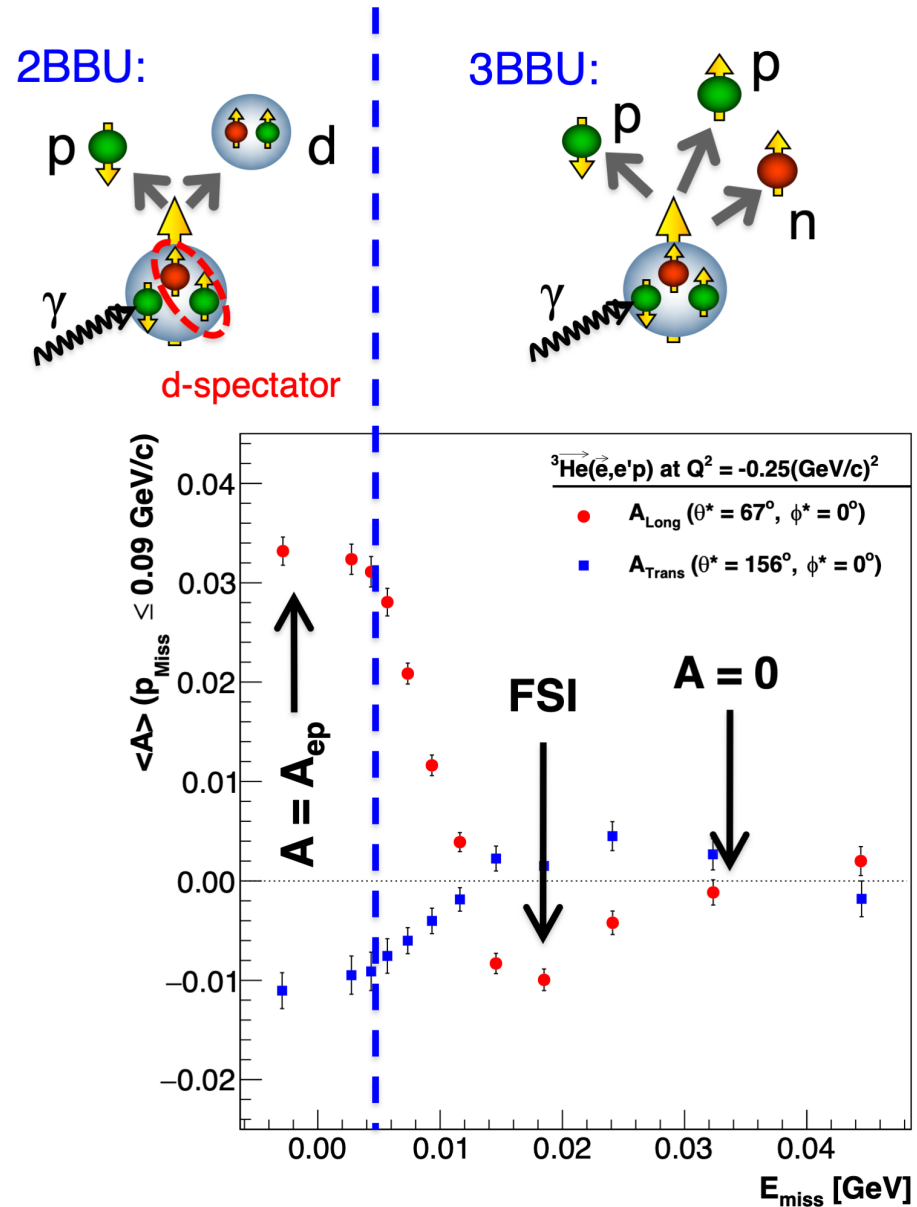 2BBU:
3BBU:
p
d
p
p
n
γ
γ
d-spectator
<A> (p_Miss ≤ 0.09 GeV/c)
³He(e,e'p) at Q² = -0.25(GeV/c)²
A_Long (θ* = 67°, ϕ* = 0°)
A_Trans (θ* = 156°, ϕ* = 0°)
A = A_ep
FSI
A = 0
0.04
0.03
0.02
0.01
0.00
−0.01
−0.02
0.00 0.01 0.02 0.03 0.04
E_miss [GeV]